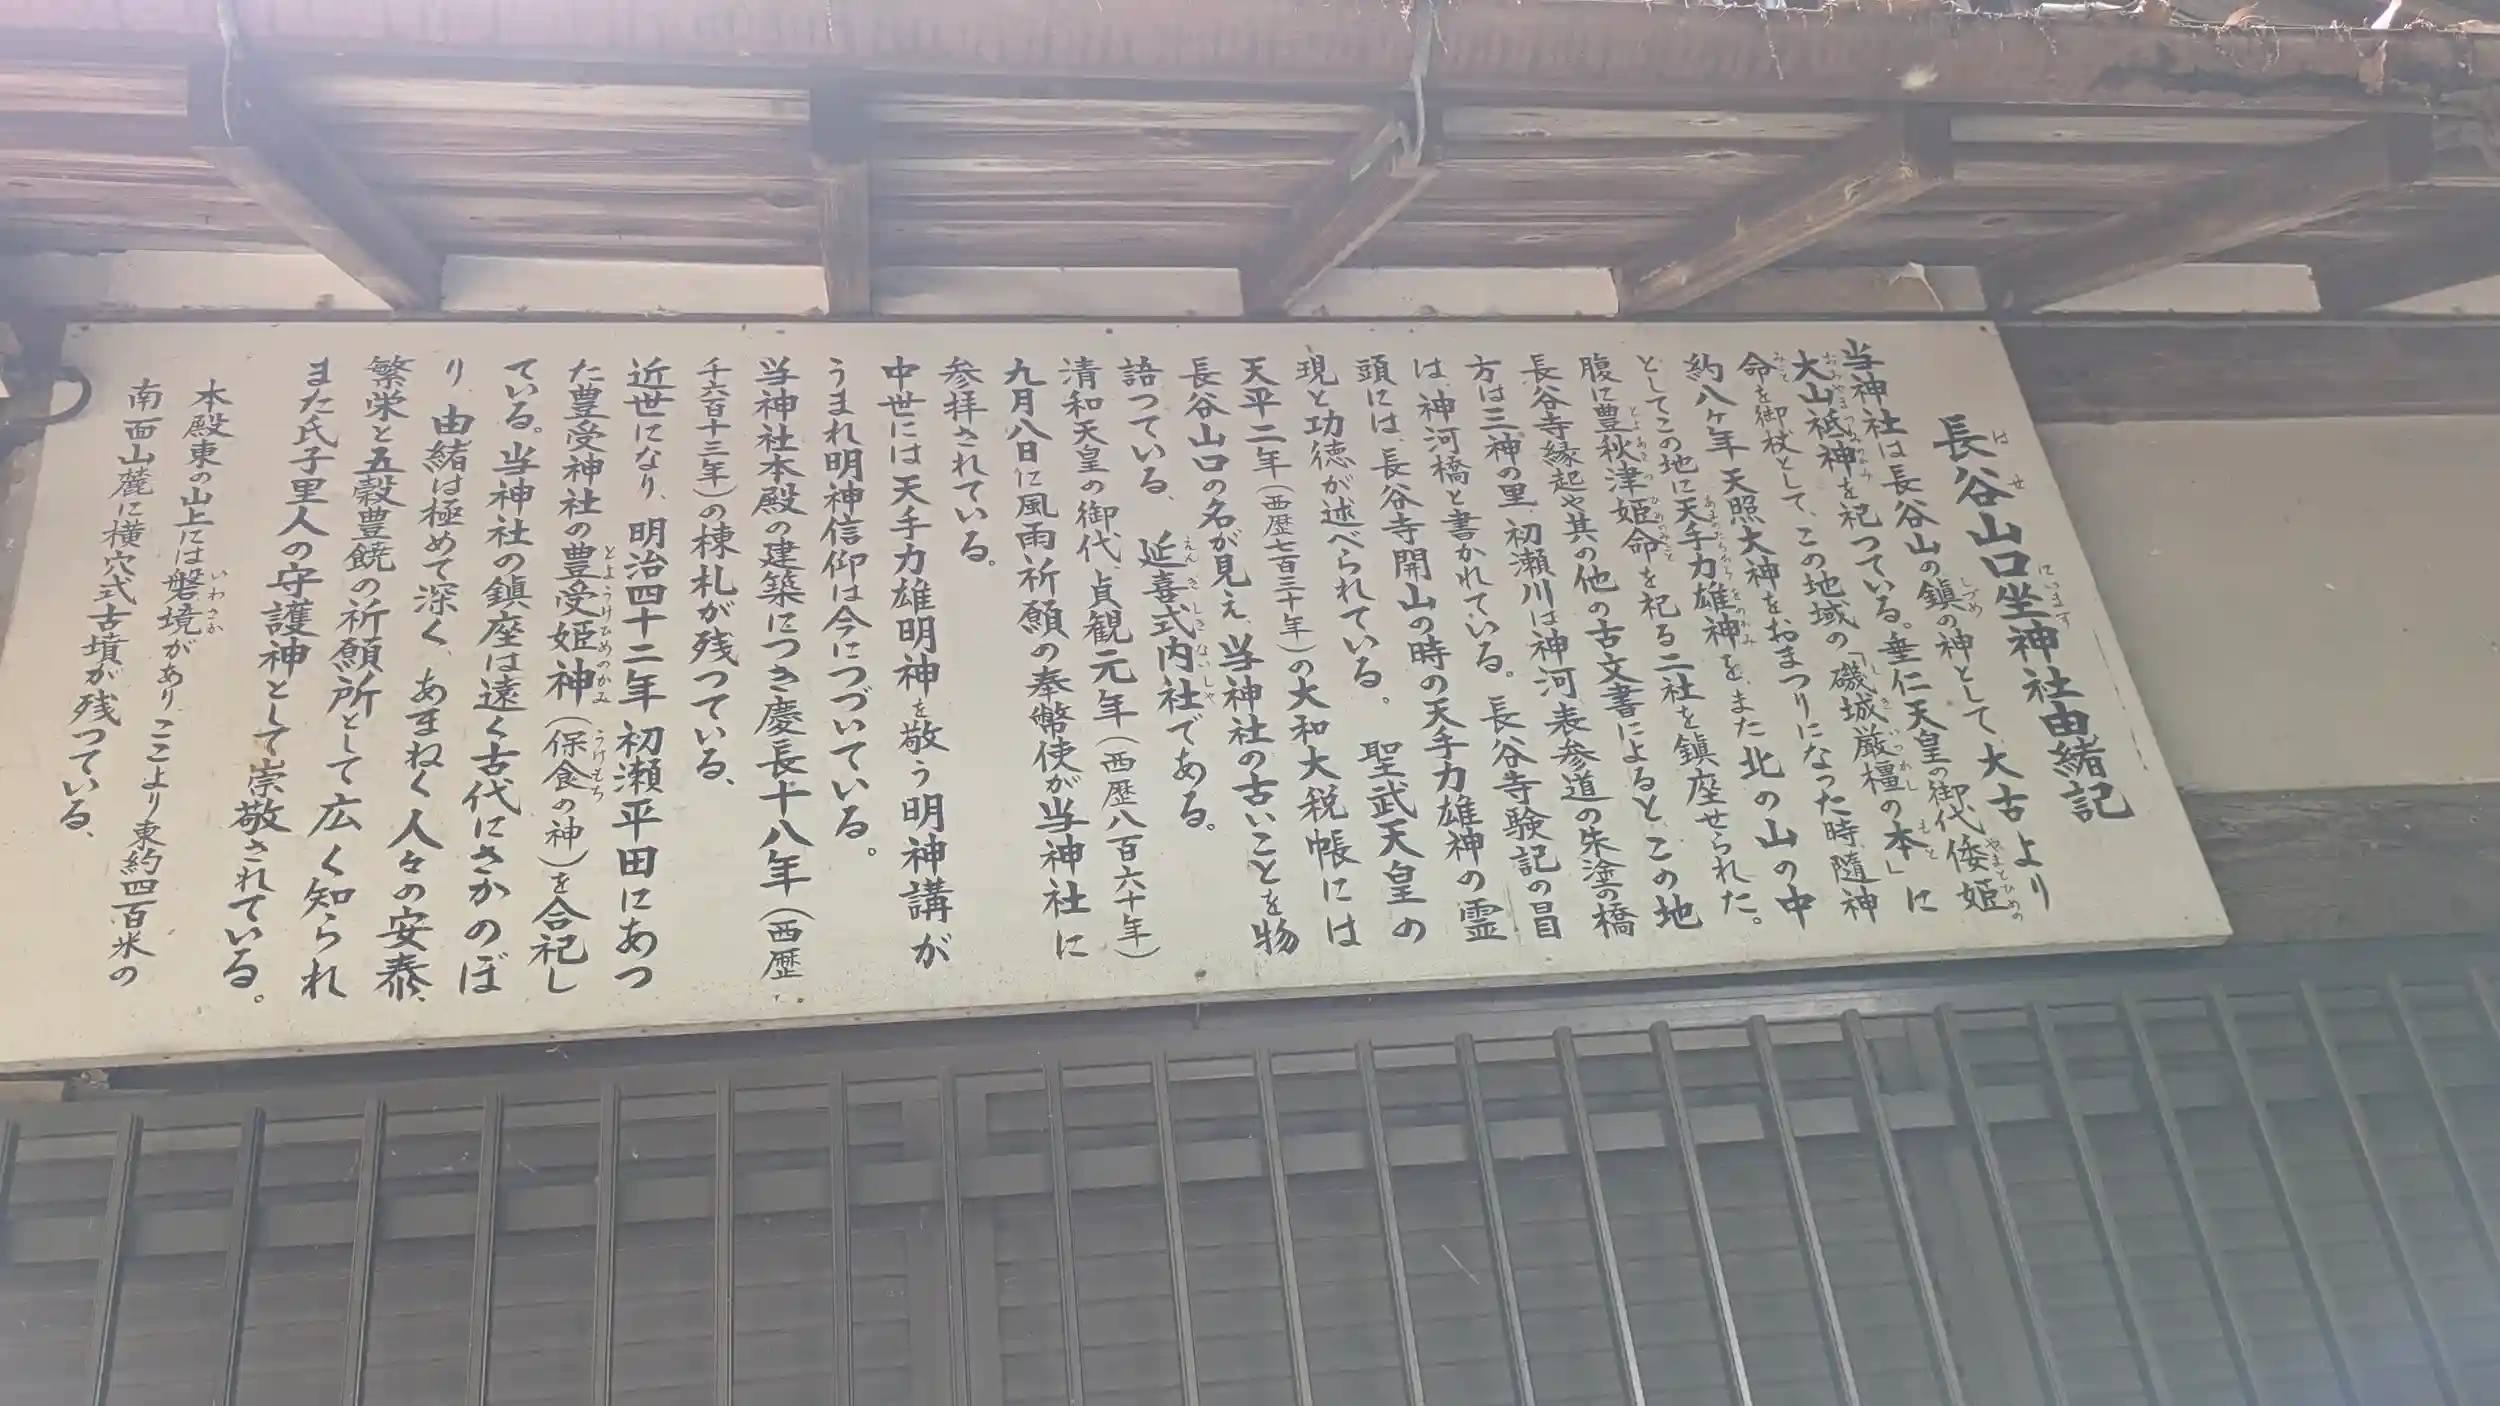 長谷山口坐神社由緒記
当神社は長谷山の鎮の神として、大古より
大山祗神を祀つている。垂仁天皇の御代倭姫
命を御杖として、この地域の「磯城厳橿の本」に
約八ヶ年 天照大神をおまつりになった時、隨神
としてこの地に天手力雄神を、また北の山の中
腹に豊秋津姫命を祀る二社を鎮座せられた。
長谷寺縁起や其の他の古文書によると、この地
方は三神の里 初瀬川は神河、表参道の朱塗の橋
は、神河橋と書かれている。長谷寺験記の冒
頭には、長谷寺開山の時の天手力雄神の霊
現と功徳が述べられている。 聖武天皇の
天平二年(西歴七百三十年)の大和大税帳には
長谷山口の名が見え、当神社の古いことを物
語つている、 延喜式内社である。
清和天皇の御代、貞観元年(西歴八百六十年)
九月八日に風雨祈願の奉幣使が当神社に
参拝されている。
中世には天手力雄明神を敬う明神講が
うまれ明神信仰は今につづいている。
当神社本殿の建築につき慶長十八年(西歴
千六百十三年)の棟札が残つている、
近世になり、明治四十二年 初瀬平田にあつ
た豊受神社の豊受姫神(保食の神)を合祀し
ている。当神社の鎮座は遠く古代にさかのぼ
り、由緒は極めて深く、あまねく人々の安泰、
繁栄と五穀豊饒の祈願所として広く知られ
また氏子里人の守護神として崇敬されている。
本殿東の山上には磐境があり、ここより東約四百米の
南面山麓に横穴式古墳が残つている、